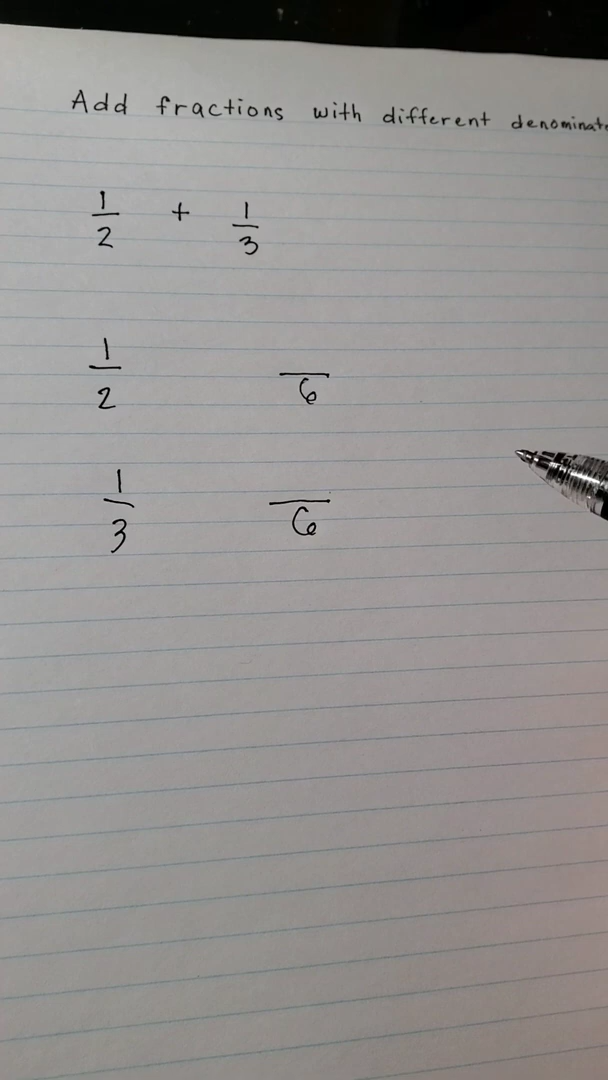 Add fractions with different
1/2 + 1/3
1/2 /6
1/3 /6